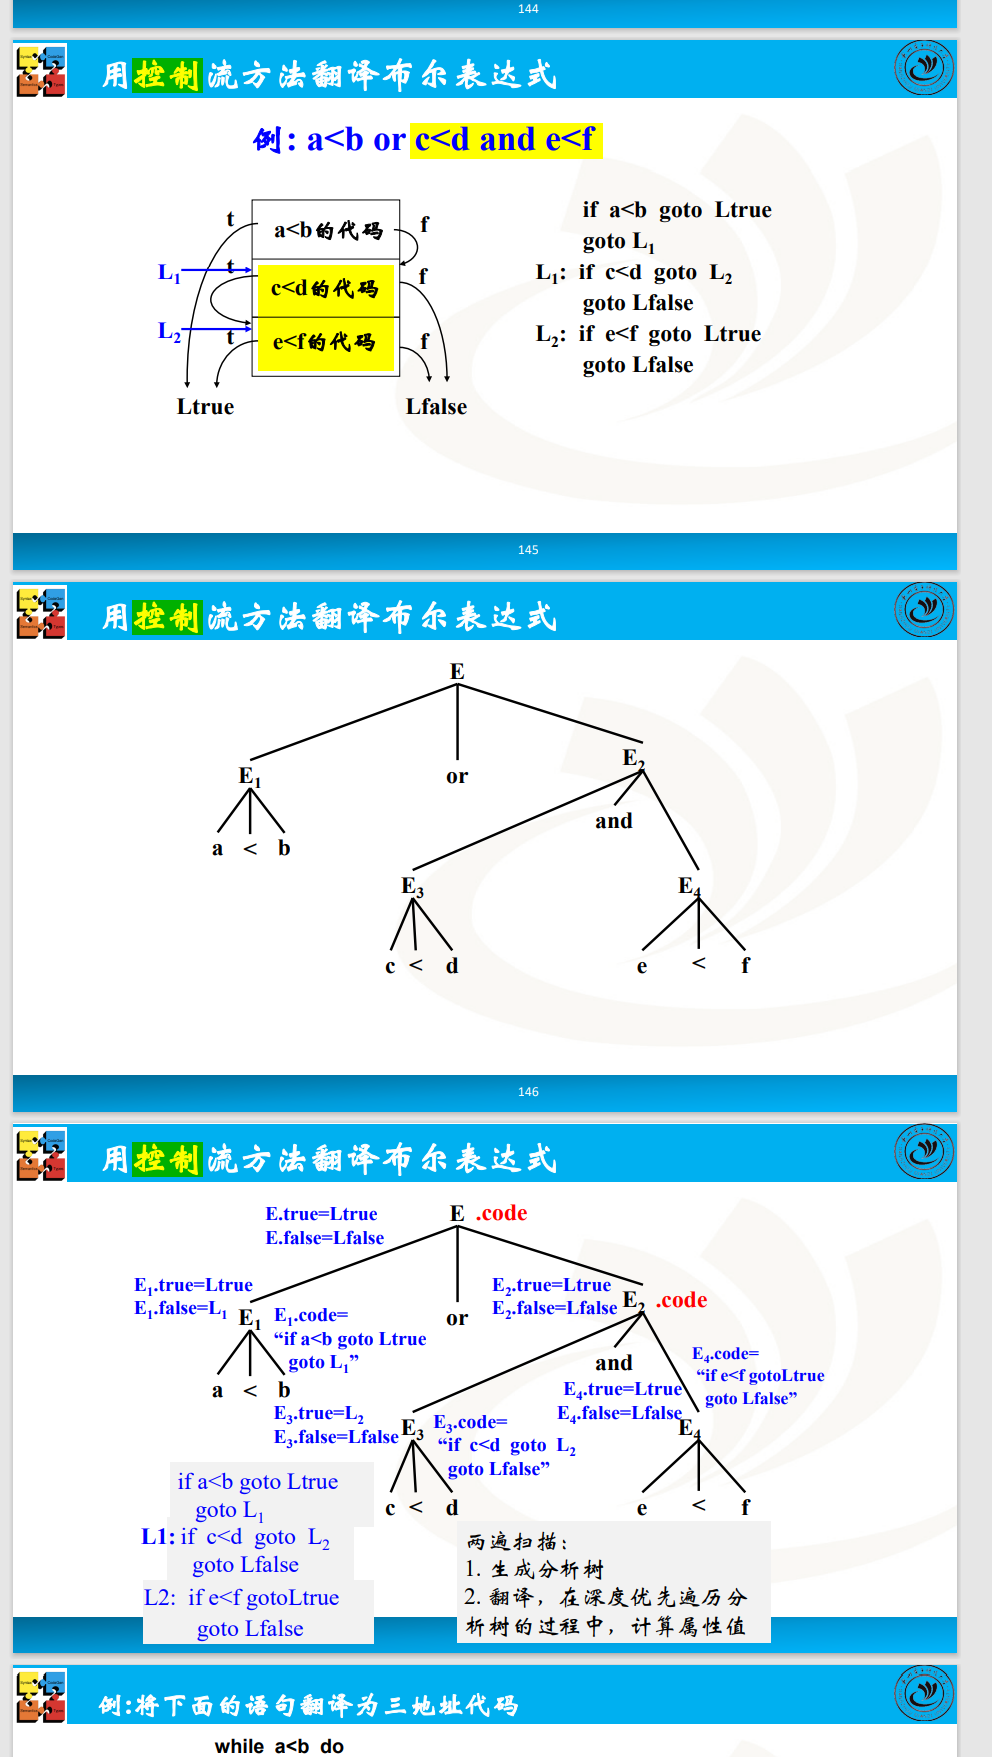 144
用控制流方法翻译布尔表达式
例: a<b or c<d and e<f
t
a<b的代码
f
L1
t
c<d的代码
f
L2
t
e<f的代码
f
Ltrue
Lfalse
if a<b goto Ltrue
goto L1
L1: if c<d goto L2
goto Lfalse
L2: if e<f goto Ltrue
goto Lfalse
145
用控制流方法翻译布尔表达式
E
E1
or
E2
a < b
and
E3
E4
c < d
e < f
146
用控制流方法翻译布尔表达式
E.true=Ltrue
E.false=Lfalse
E .code
E1.true=Ltrue
E1.false=L1
E1
E1.code=
“if a<b goto Ltrue
goto L1”
or
E2.true=Ltrue
E2.false=Lfalse
E2 .code
a < b
and
E4.code=
“if e<f gotoLtrue
goto Lfalse”
E4.true=Ltrue
E4.false=Lfalse
E3.true=L2
E3.false=Lfalse
E3
E3.code=
“if c<d goto L2
goto Lfalse”
E4
c < d
e < f
if a<b goto Ltrue
goto L1
L1: if c<d goto L2
goto Lfalse
L2: if e<f gotoLtrue
goto Lfalse
两遍扫描：
1. 生成分析树
2. 翻译，在深度优先遍历分
析树的过程中，计算属性值
例:将下面的语句翻译为三地址代码
while a<b do